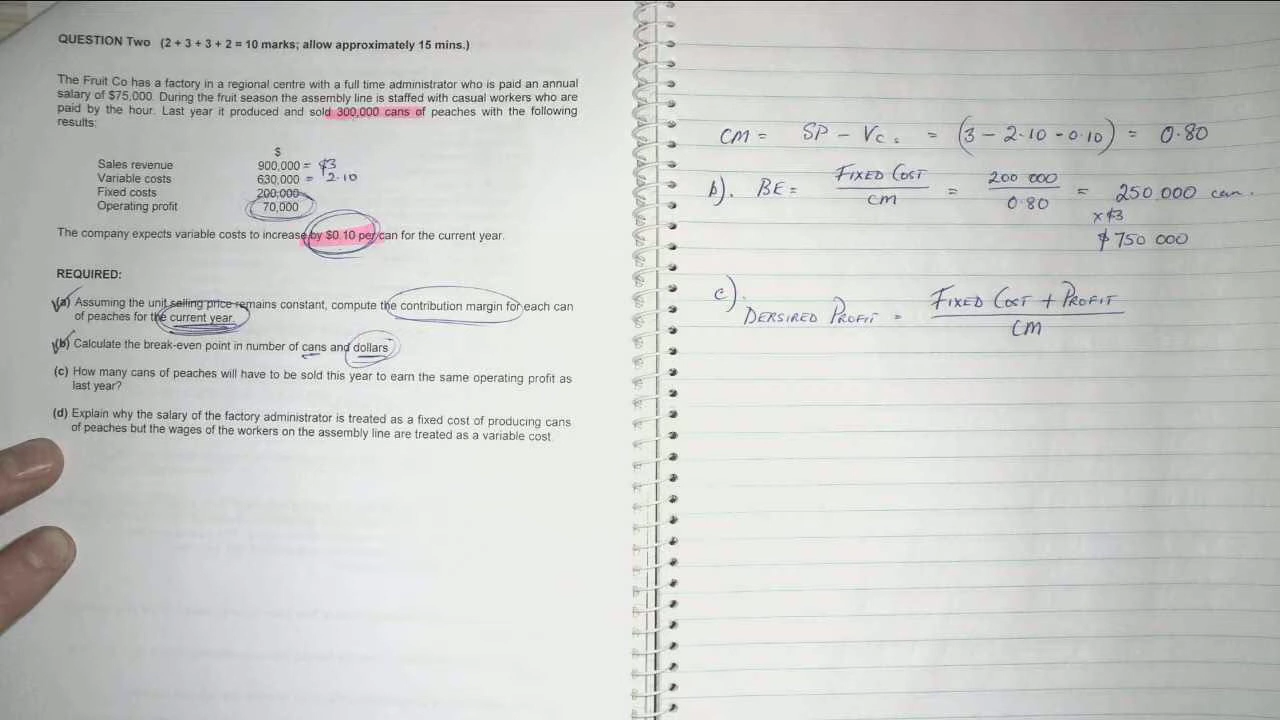 QUESTION Two (2 + 3 + 3 + 2 = 10 marks; allow approximately 15 mins.)
The Fruit Co has a factory in a regional centre with a full time administrator who is paid an annual
salary of $75,000. During the fruit season the assembly line is staffed with casual workers who are
paid by the hour. Last year it produced and sold 300,000 cans of peaches with the following
results:
$
Sales revenue 900,000 = $3
Variable costs 630,000 = 2.10
Fixed costs 200,000
Operating profit 70,000
The company expects variable costs to increase by $0.10 per can for the current year.
REQUIRED:
(a) Assuming the unit selling price remains constant, compute the contribution margin for each can
of peaches for the current year.
(b) Calculate the break-even point in number of cans and dollars
(c) How many cans of peaches will have to be sold this year to earn the same operating profit as
last year?
(d) Explain why the salary of the factory administrator is treated as a fixed cost of producing cans
of peaches but the wages of the workers on the assembly line are treated as a variable cost.
CM = SP - Vc. = (3 - 2.10 - 0.10) = 0.80
b). BE = FIXED COST / CM = 200 000 / 0.80 = 250,000 can.
x $3
$750 000
c).
DERSIRED PROFIT = FIXED COST + PROFIT / CM